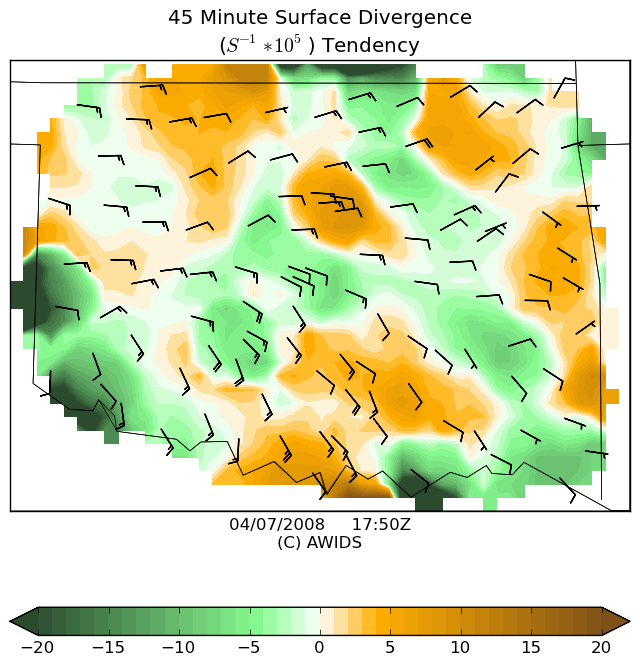 45 Minute Surface Divergence
(S⁻¹ * 10⁵ ) Tendency
04/07/2008 17:50Z
(C) AWIDS
−20 −15 −10 −5 0 5 10 15 20